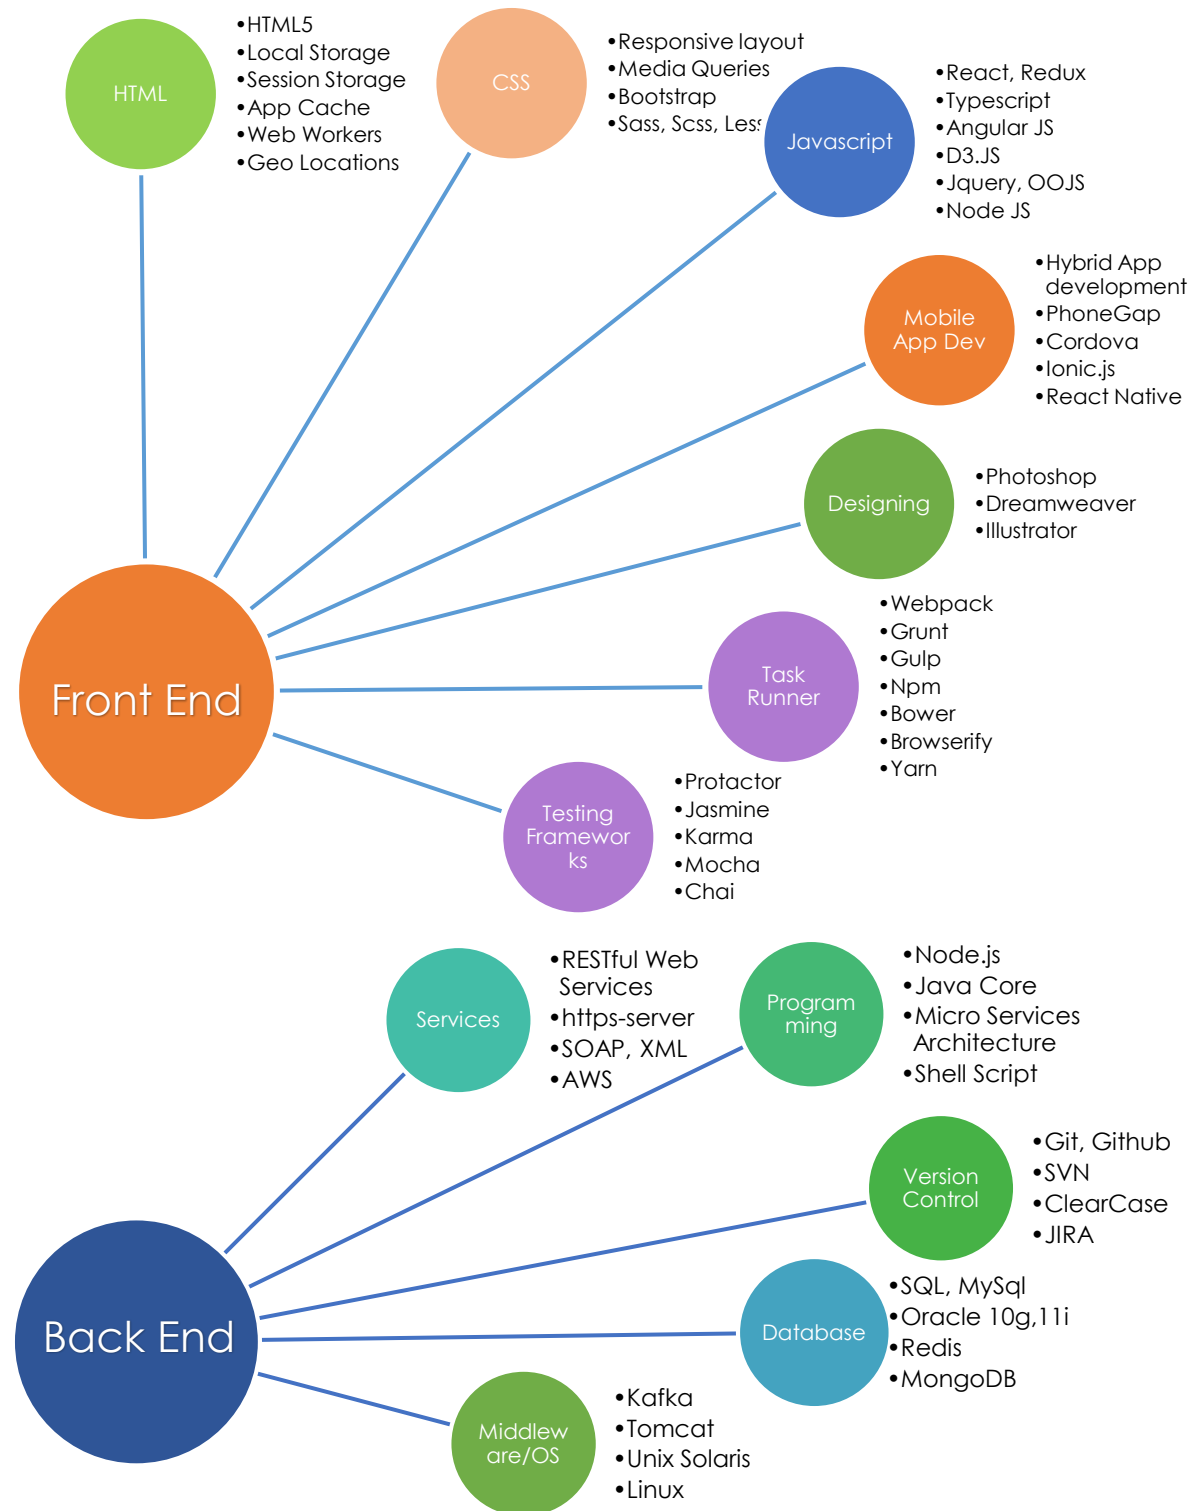 HTML
•HTML5
•Local Storage
•Session Storage
•App Cache
•Web Workers
•Geo Locations
CSS
•Responsive layout
•Media Queries
•Bootstrap
•Sass, Scss, Less
Javascript
•React, Redux
•Typescript
•Angular JS
•D3.JS
•Jquery, OOJS
•Node JS
Mobile
App Dev
•Hybrid App
development
•PhoneGap
•Cordova
•Ionic.js
•React Native
Designing
•Photoshop
•Dreamweaver
•Illustrator
Task
Runner
•Webpack
•Grunt
•Gulp
•Npm
•Bower
•Browserify
•Yarn
Front End
Testing
Framewor
ks
•Protactor
•Jasmine
•Karma
•Mocha
•Chai
Services
•RESTful Web
Services
•https-server
•SOAP, XML
•AWS
Program
ming
•Node.js
•Java Core
•Micro Services
Architecture
•Shell Script
Version
Control
•Git, Github
•SVN
•ClearCase
•JIRA
Back End
Database
•SQL, MySql
•Oracle 10g,11i
•Redis
•MongoDB
Middlew
are/OS
•Kafka
•Tomcat
•Unix Solaris
•Linux